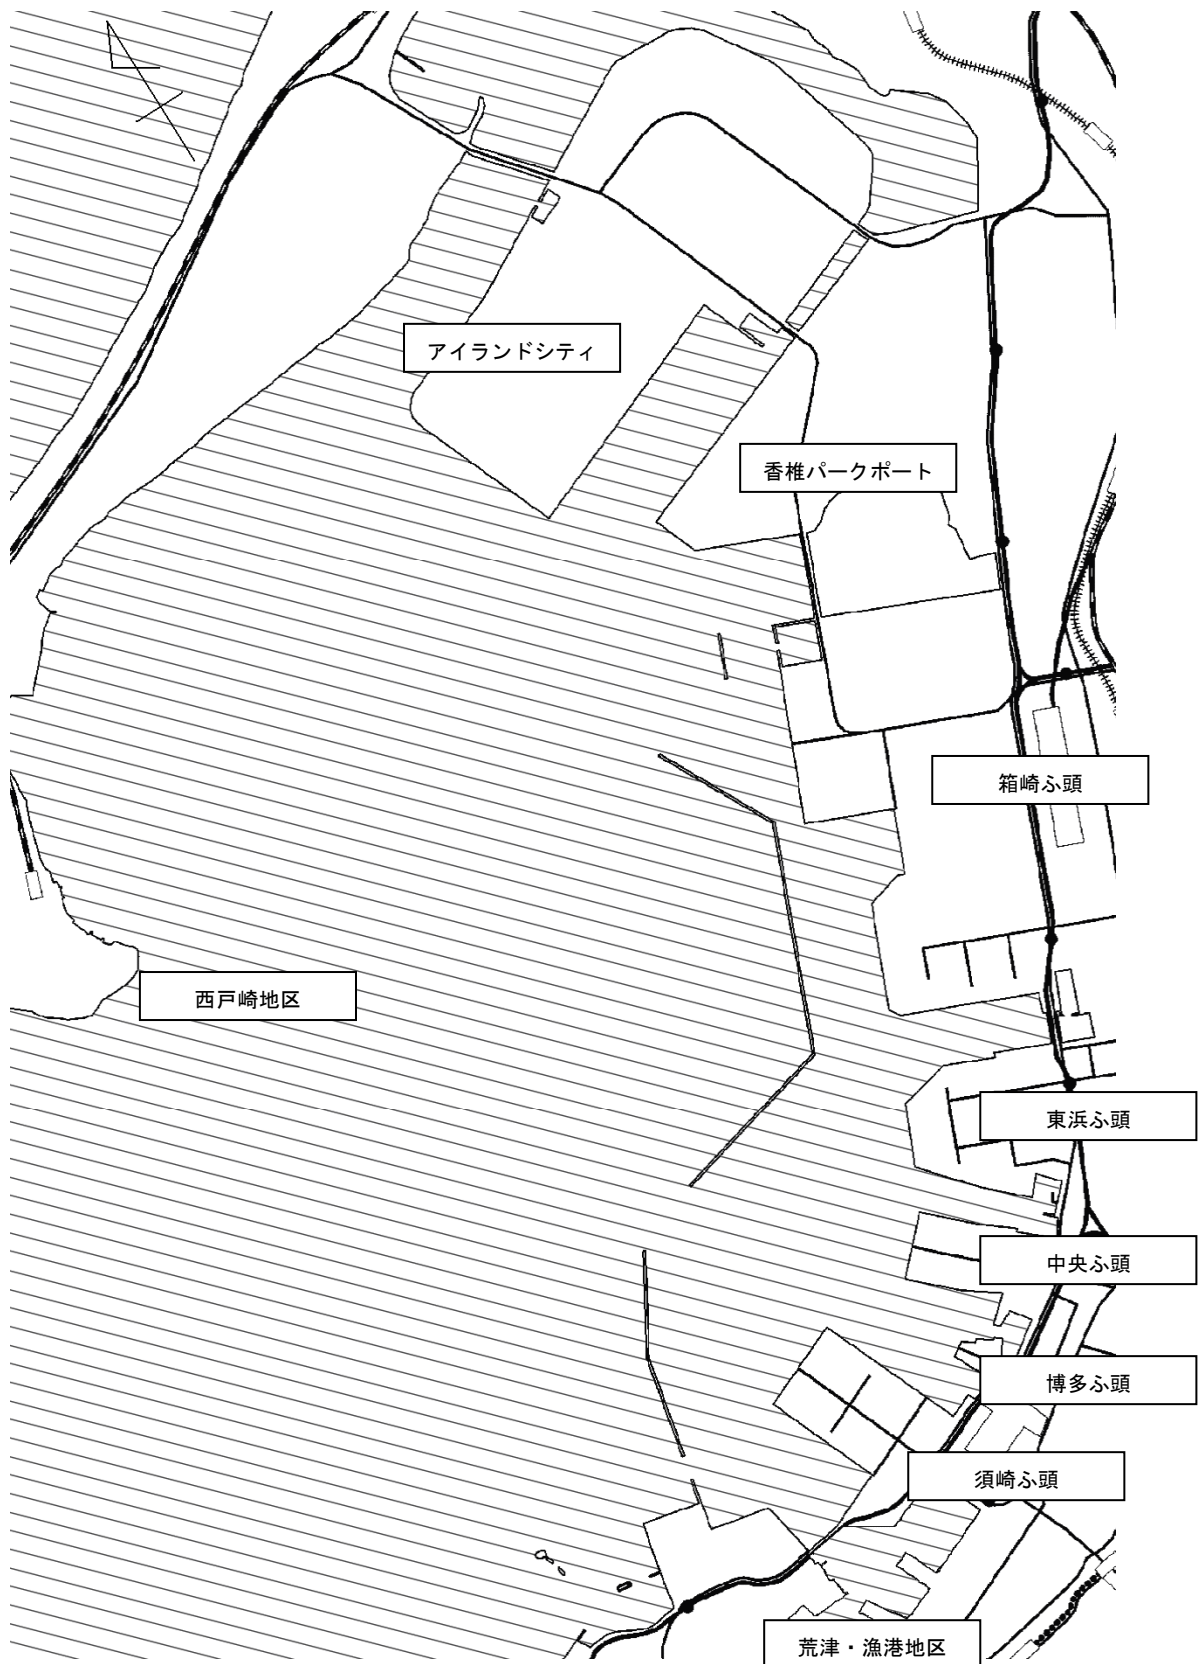 アイランドシティ
香椎パークポート
箱崎ふ頭
西戸崎地区
東浜ふ頭
中央ふ頭
博多ふ頭
須崎ふ頭
荒津・漁港地区